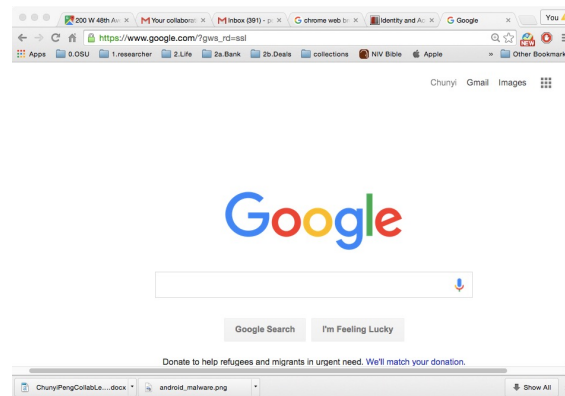 200 W 48th Av
Your collaborat
Inbox (391) - p
chrome web br
Identity and Ac
Google
You
https://www.google.com/?gws_rd=ssl
NEW
Apps 0.OSU 1.researcher 2.Life 2a.Bank 2b.Deals collections NIV Bible Apple » Other Bookmark
Chunyi Gmail Images
Google
Google Search I'm Feeling Lucky
Donate to help refugees and migrants in urgent need. We'll match your donation.
ChunyiPengCollabLe....docx android_malware.png Show All